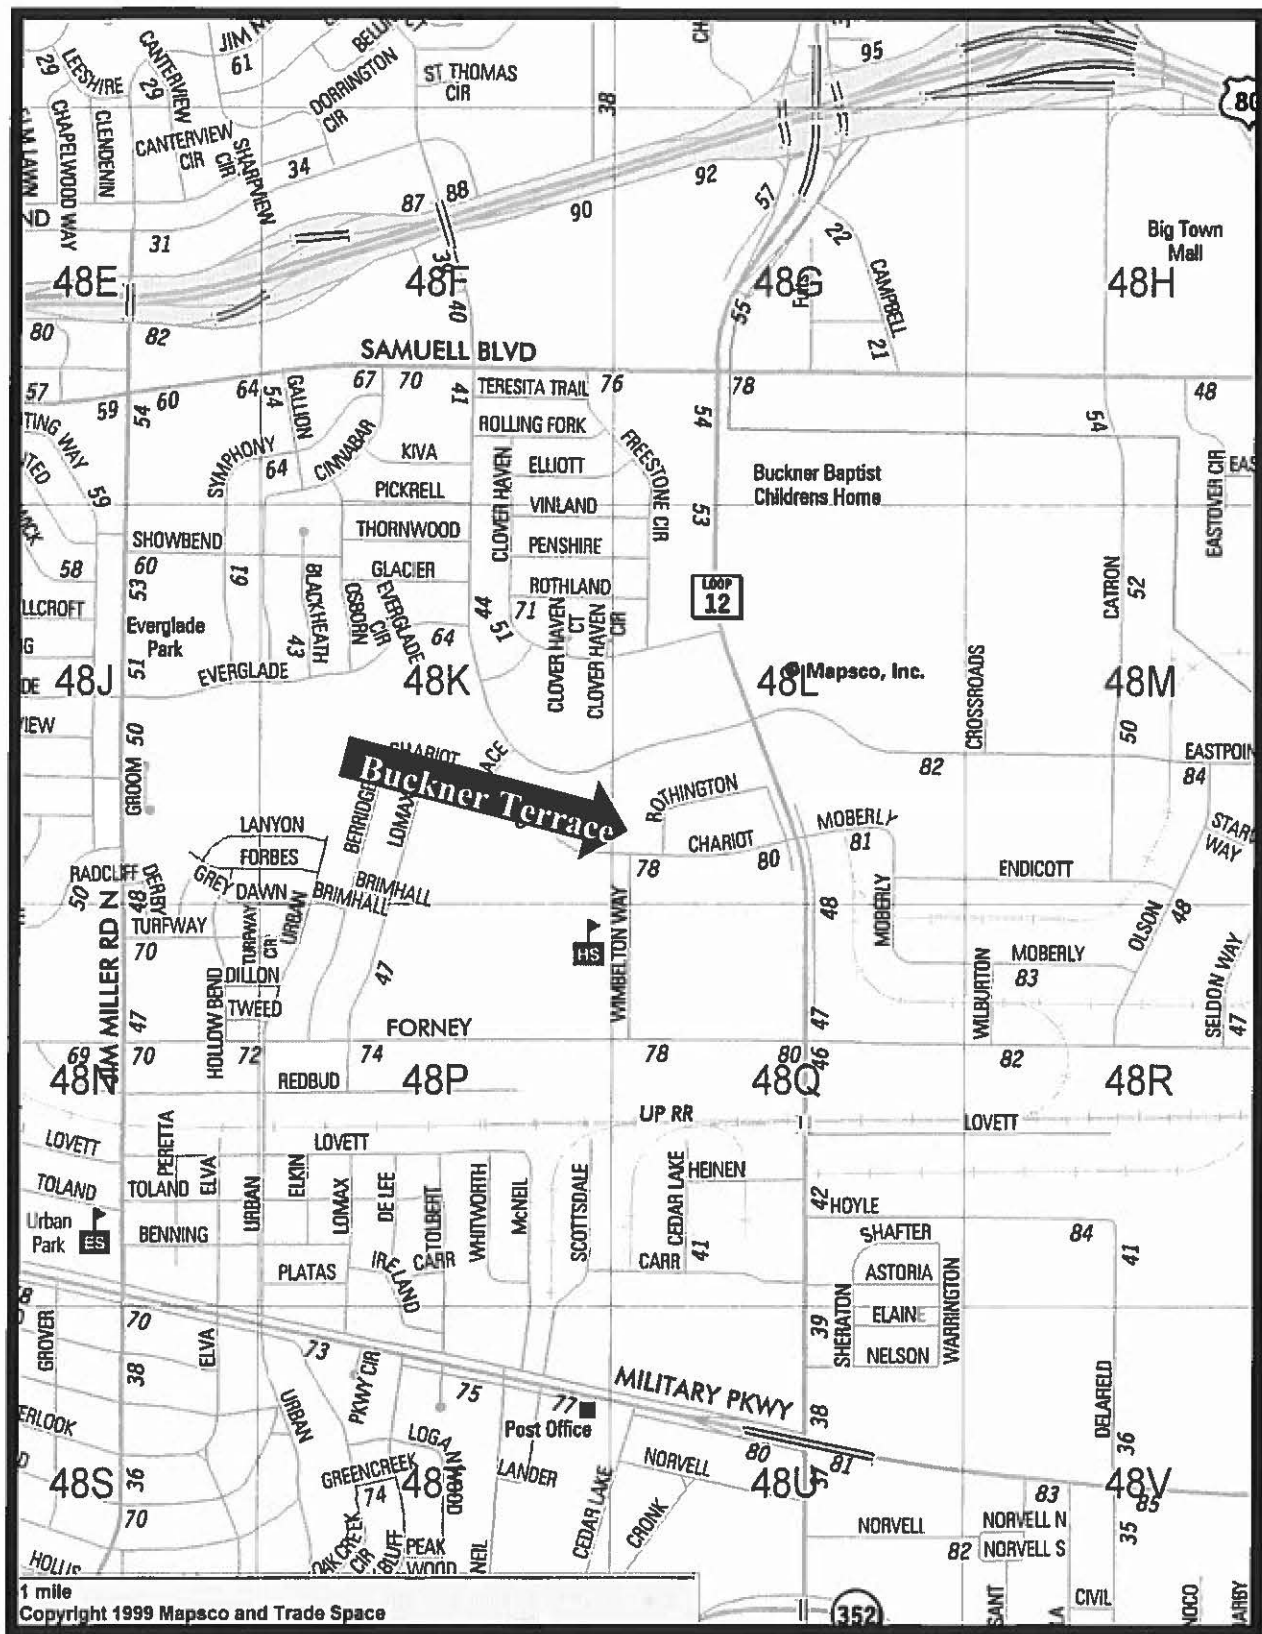 JIM M
61
CANTERVIEW
29
LEESHIRE
29
CHAPELWOOD WAY
CLENDENIN
CANTERVIEW
CIR
SHARPVIEW
CIR
DORRINGTON
CIR
ST THOMAS
CIR
34
38
95
80
92
57
22
87
88
90
31
CAMPBELL
21
Big Town
Mall
48E
48F
48G
48H
80
82
40
55
SAMUELL BLVD
57
59
54
60
64
54
GALLION
67
70
41
TERESITA TRAIL
76
78
48
54
54
ROLLING FORK
SYMPHONY
64
CINNABAR
KIVA
PICKRELL
CLOVER HAVEN
ELLIOTT
VINLAND
FREESTONE CIR
53
Buckner Baptist
Childrens Home
EASTOVER CIR
59
SHOWBEND
THORNWOOD
PENSHIRE
58
60
53
61
GLACIER
ROTHLAND
BLACKHEATH
43
OSBORN
CIR
EVERGLADE
64
44
51
71
CLOVER HAVEN
CT
CLOVER HAVEN
CIR
LOOP
12
CATRON
52
Everglade
Park
51
EVERGLADE
48J
48K
48L
Mapsco, Inc.
48M
CROSSROADS
50
GROOM
50
CHARIOT
Buckner Terrace
82
84
ROTHINGTON
CHARIOT
78
80
MOBERLY
81
BERRIDGE
LOMAX
LANYON
FORBES
GREY DAWN
BRIMHALL
BRIMHALL
RADCLIFF
50
48
DERBY
TURFWAY
70
TURFWAY
CIR
URBAN
ENDICOTT
48
MOBERLY
OLSON
48
HS
WIMBELTON WAY
MOBERLY
83
WILBURTON
SELDON WAY
47
JIM MILLER RD N
47
HOLLOW BEND
DILLON
TWEED
47
47
FORNEY
69
70
72
74
78
80
46
82
48N
48P
48Q
48R
REDBUD
UP RR
LOVETT
LOVETT
PERETTA
LOVETT
TOLAND
TOLAND
ELVA
URBAN
ELKIN
LOMAX
DE LEE
TOLBERT
WHITWORTH
McNEIL
SCOTTSDALE
CEDAR LAKE
41
HEINEN
42
HOYLE
84
41
Urban
Park
ES
BENNING
PLATAS
IRELAND
CARR
CARR
SHAFTER
ASTORIA
ELAINE
NELSON
SHERATON
WARRINGTON
39
GROVER
70
38
ELVA
73
URBAN
PKWY CIR
75
77
Post Office
MILITARY PKWY
38
DELAFIELD
36
LOGAN
GREENCREEK
74
LANDER
NORVELL
80
81
48S
36
70
48U
83
48V
85
35
HOLLIS
CIR
BLUFF
PEAK
WOOD
CEDAR LAKE
CRONK
NORVELL
82
NORVELL N
NORVELL S
CIVIL
352
1 mile
Copyright 1999 Mapsco and Trade Space